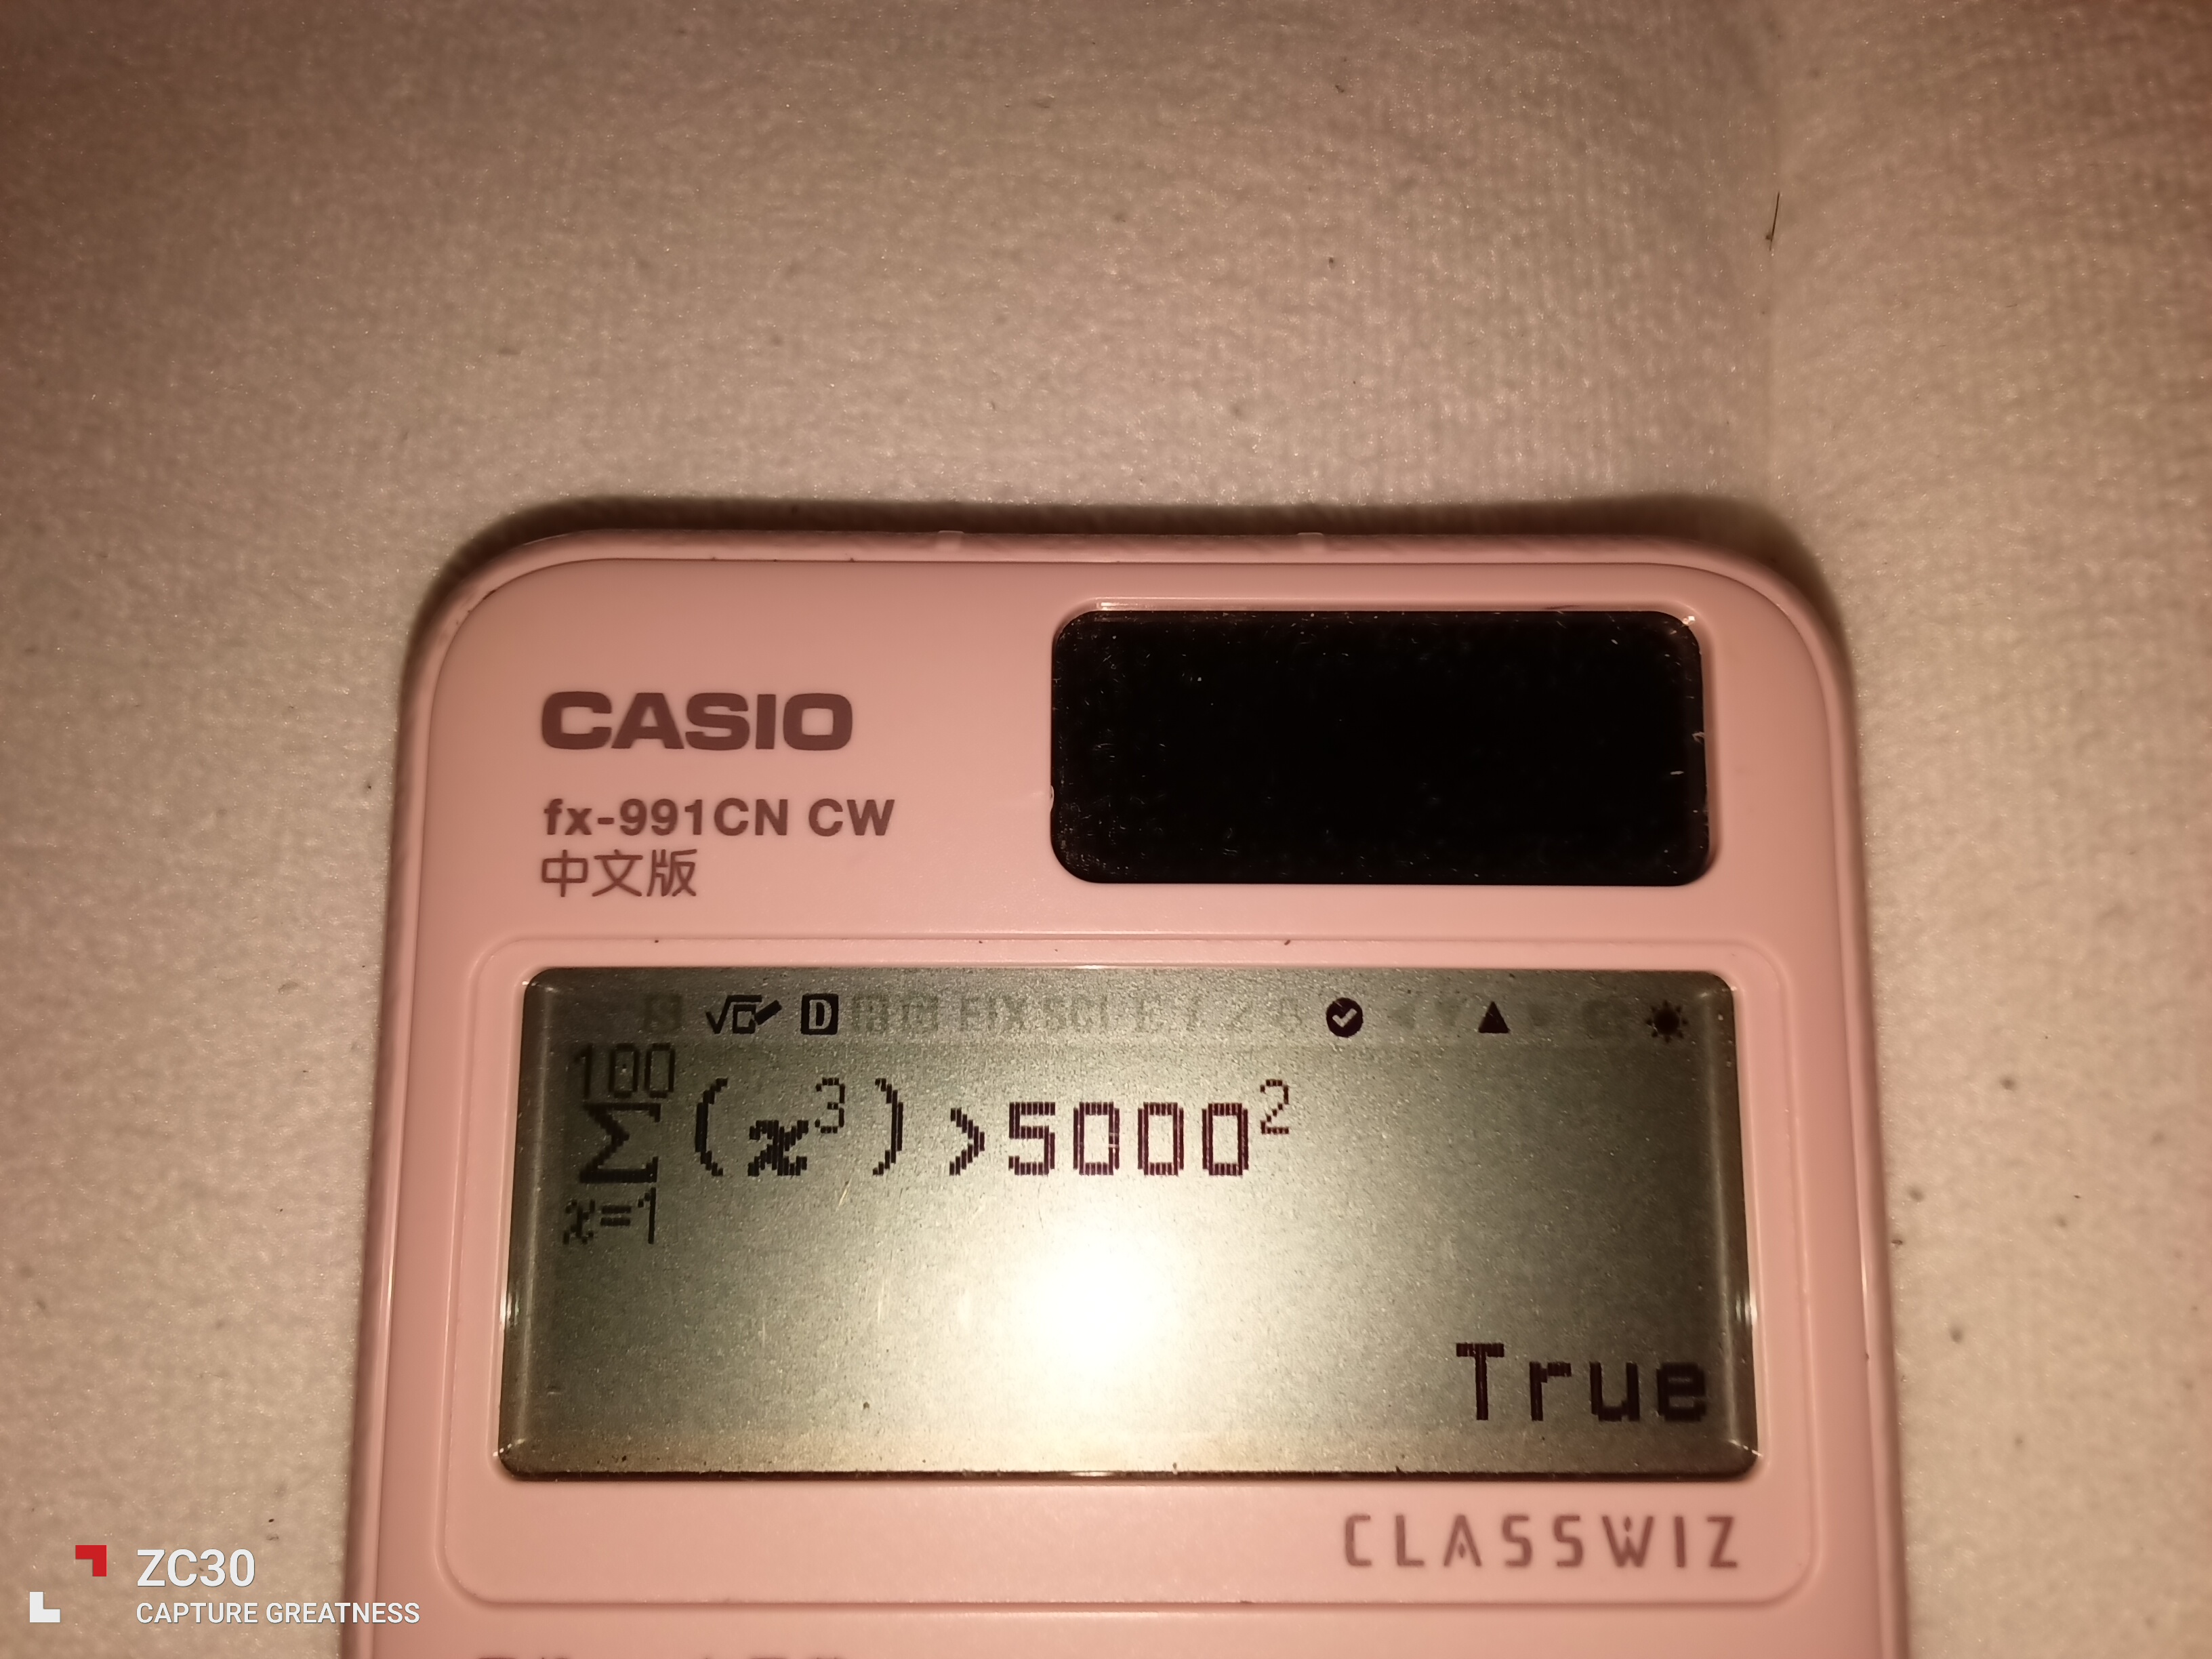 CASIO
fx-991CN CW
中文版
√□ D FIX SCI
100
∑(x³)>5000²
x=1
True
CLASSWIZ
ZC30
CAPTURE GREATNESS